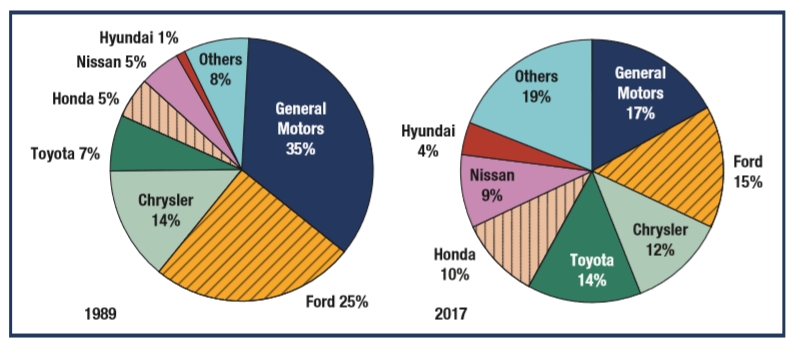 Hyundai 1%
Nissan 5%
Honda 5%
Toyota 7%
Chrysler
14%
Others
8%
General
Motors
35%
Ford 25%
1989
Others
19%
Hyundai
4%
Nissan
9%
Honda
10%
Toyota
14%
Chrysler
12%
General
Motors
17%
Ford
15%
2017